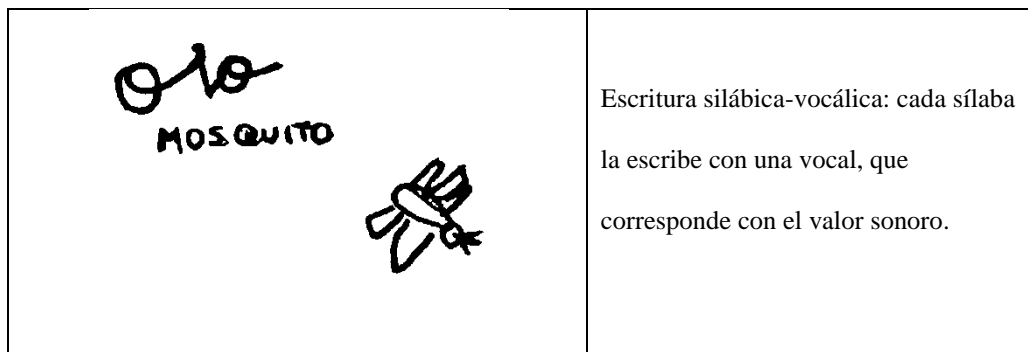 oio
MOSQUITO
Escritura silábica-vocálica: cada sílaba
la escribe con una vocal, que
corresponde con el valor sonoro.